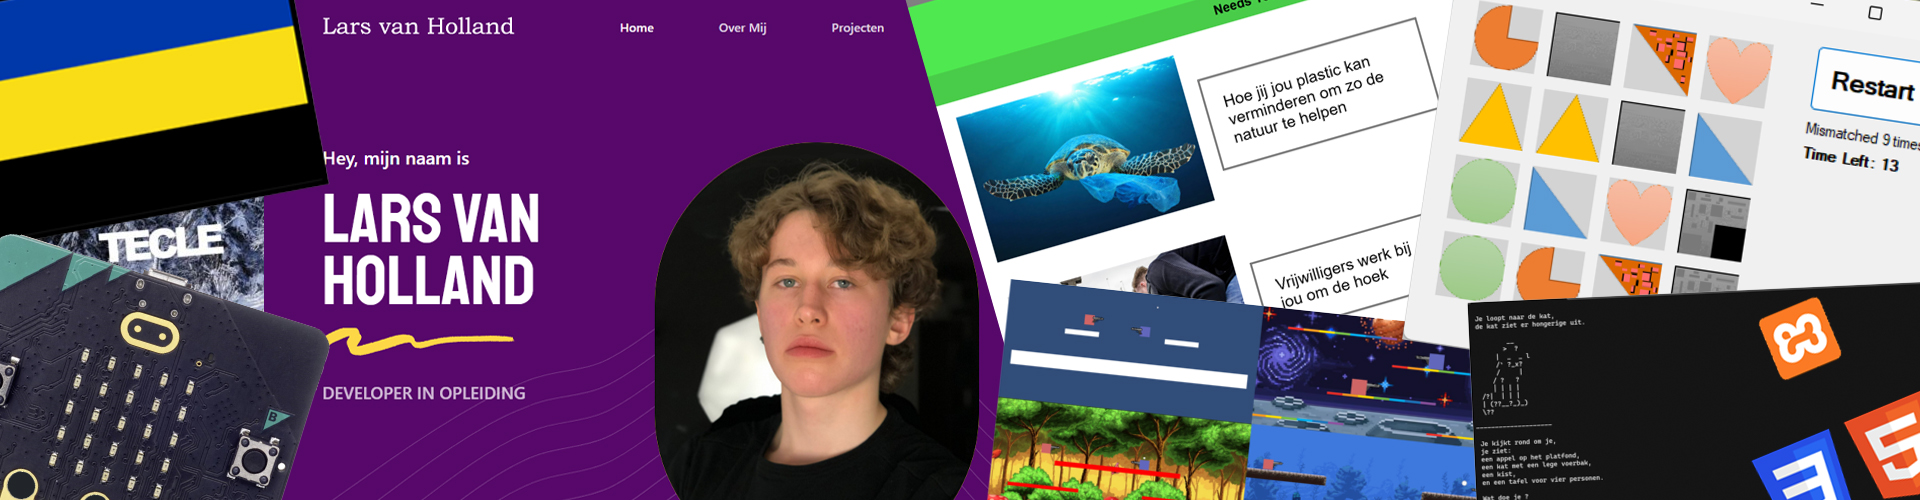 Lars van Holland
Home
Over Mij
Projecten
Hey, mijn naam is
LARS VAN
HOLLAND
DEVELOPER IN OPLEIDING
TECLE
B
Needs
Hoe jij jou plastic kan
verminderen om zo de
natuur te helpen
Vrijwilligers werk bij
jou om de hoek
Restart
Mismatched 9 times
Time Left: 13
Je loopt naar de kat,
de kat ziet er hongerige uit.
Je kijkt rond om je,
je ziet:
een appel op het platfond,
een kat met een lege voerbak,
een kist,
en een tafel voor vier personen.
Wat doe je ?